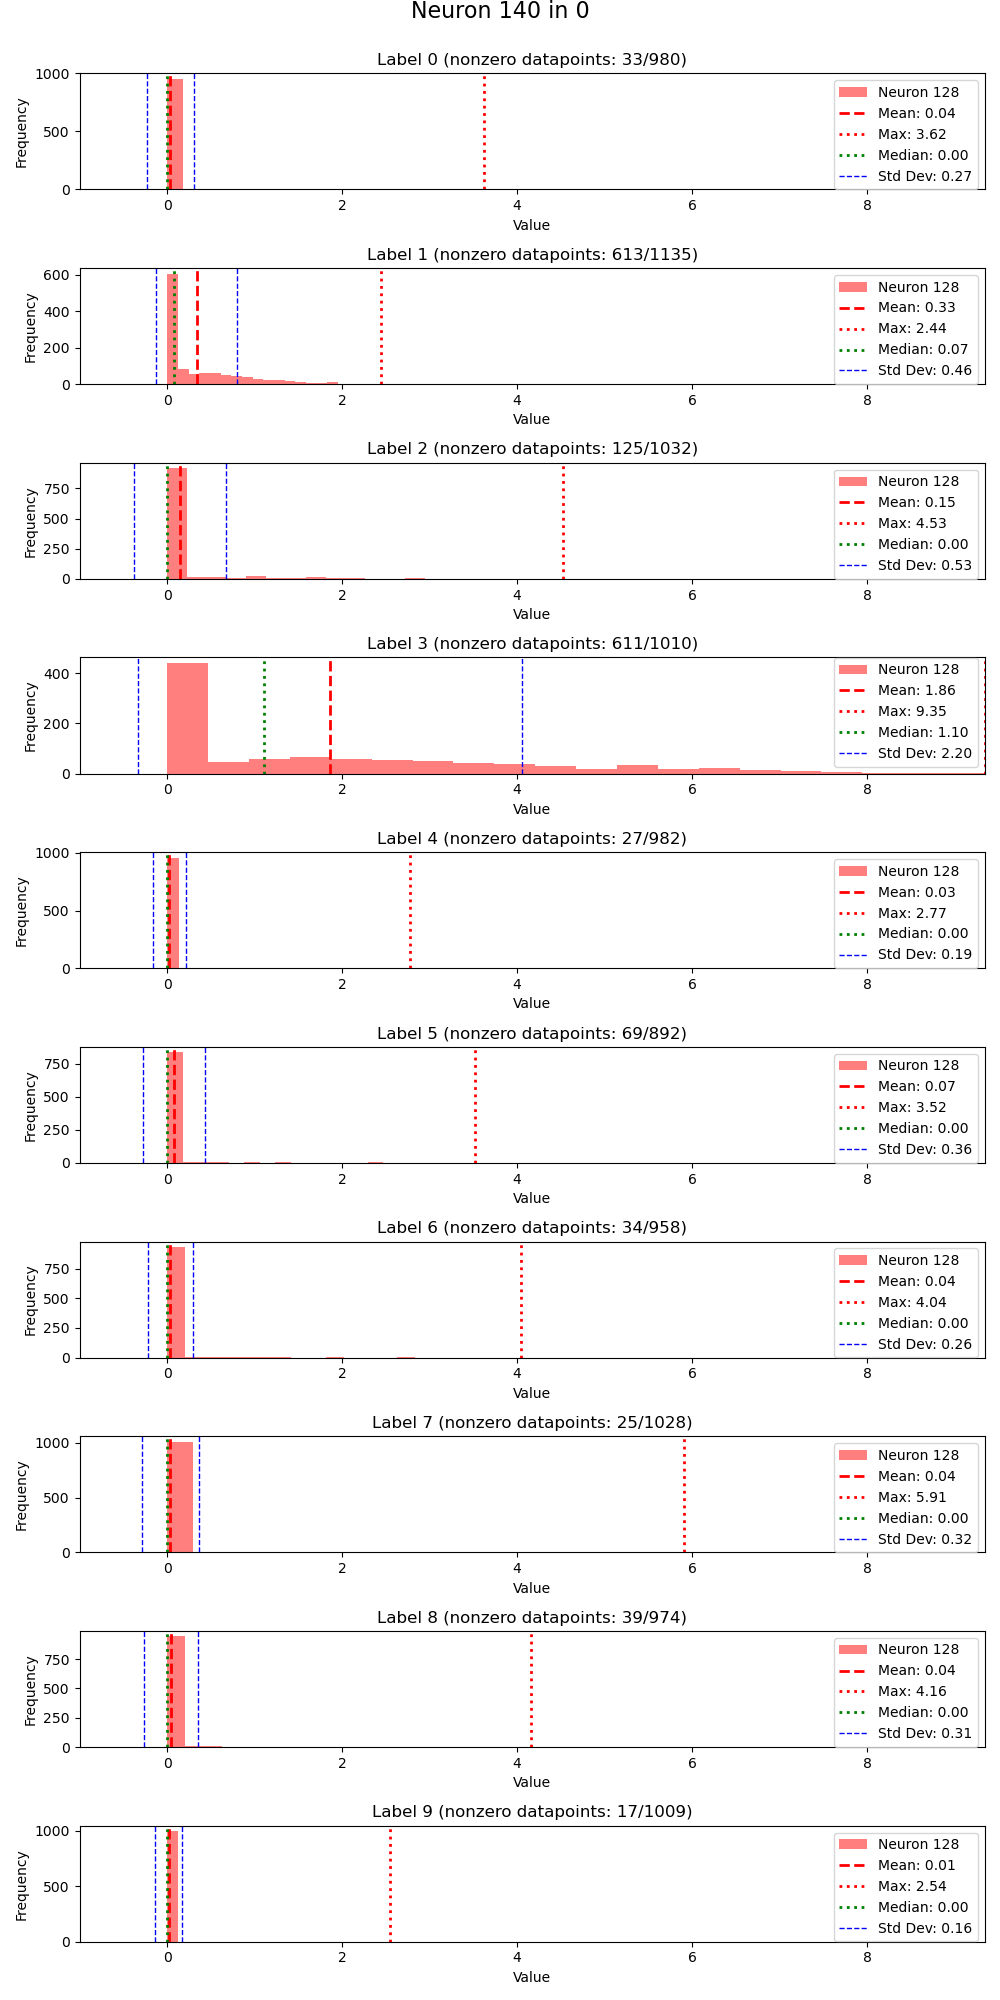 Neuron 140 in 0
Label 0 (nonzero datapoints: 33/980)
1000
500
0
Frequency
Neuron 128
Mean: 0.04
Max: 3.62
Median: 0.00
Std Dev: 0.27
0 2 4 6 8
Value
Label 1 (nonzero datapoints: 613/1135)
600
400
200
0
Frequency
Neuron 128
Mean: 0.33
Max: 2.44
Median: 0.07
Std Dev: 0.46
0 2 4 6 8
Value
Label 2 (nonzero datapoints: 125/1032)
750
500
250
0
Frequency
Neuron 128
Mean: 0.15
Max: 4.53
Median: 0.00
Std Dev: 0.53
0 2 4 6 8
Value
Label 3 (nonzero datapoints: 611/1010)
400
200
0
Frequency
Neuron 128
Mean: 1.86
Max: 9.35
Median: 1.10
Std Dev: 2.20
0 2 4 6 8
Value
Label 4 (nonzero datapoints: 27/982)
1000
500
0
Frequency
Neuron 128
Mean: 0.03
Max: 2.77
Median: 0.00
Std Dev: 0.19
0 2 4 6 8
Value
Label 5 (nonzero datapoints: 69/892)
750
500
250
0
Frequency
Neuron 128
Mean: 0.07
Max: 3.52
Median: 0.00
Std Dev: 0.36
0 2 4 6 8
Value
Label 6 (nonzero datapoints: 34/958)
750
500
250
0
Frequency
Neuron 128
Mean: 0.04
Max: 4.04
Median: 0.00
Std Dev: 0.26
0 2 4 6 8
Value
Label 7 (nonzero datapoints: 25/1028)
1000
500
0
Frequency
Neuron 128
Mean: 0.04
Max: 5.91
Median: 0.00
Std Dev: 0.32
0 2 4 6 8
Value
Label 8 (nonzero datapoints: 39/974)
750
500
250
0
Frequency
Neuron 128
Mean: 0.04
Max: 4.16
Median: 0.00
Std Dev: 0.31
0 2 4 6 8
Value
Label 9 (nonzero datapoints: 17/1009)
1000
500
0
Frequency
Neuron 128
Mean: 0.01
Max: 2.54
Median: 0.00
Std Dev: 0.16
0 2 4 6 8
Value